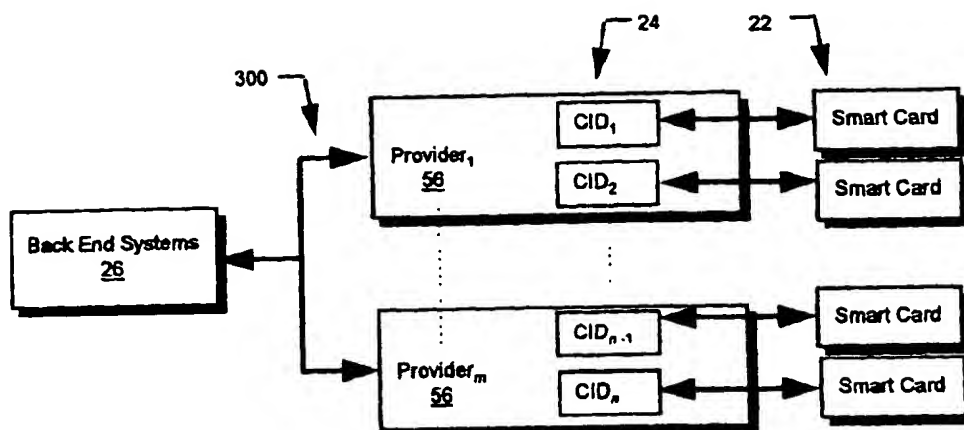 24
22
300
CID1
Smart Card
Provider1
56
CID2
Smart Card
Back End Systems
26
CIDn-1
Smart Card
Providerm
56
CIDn
Smart Card